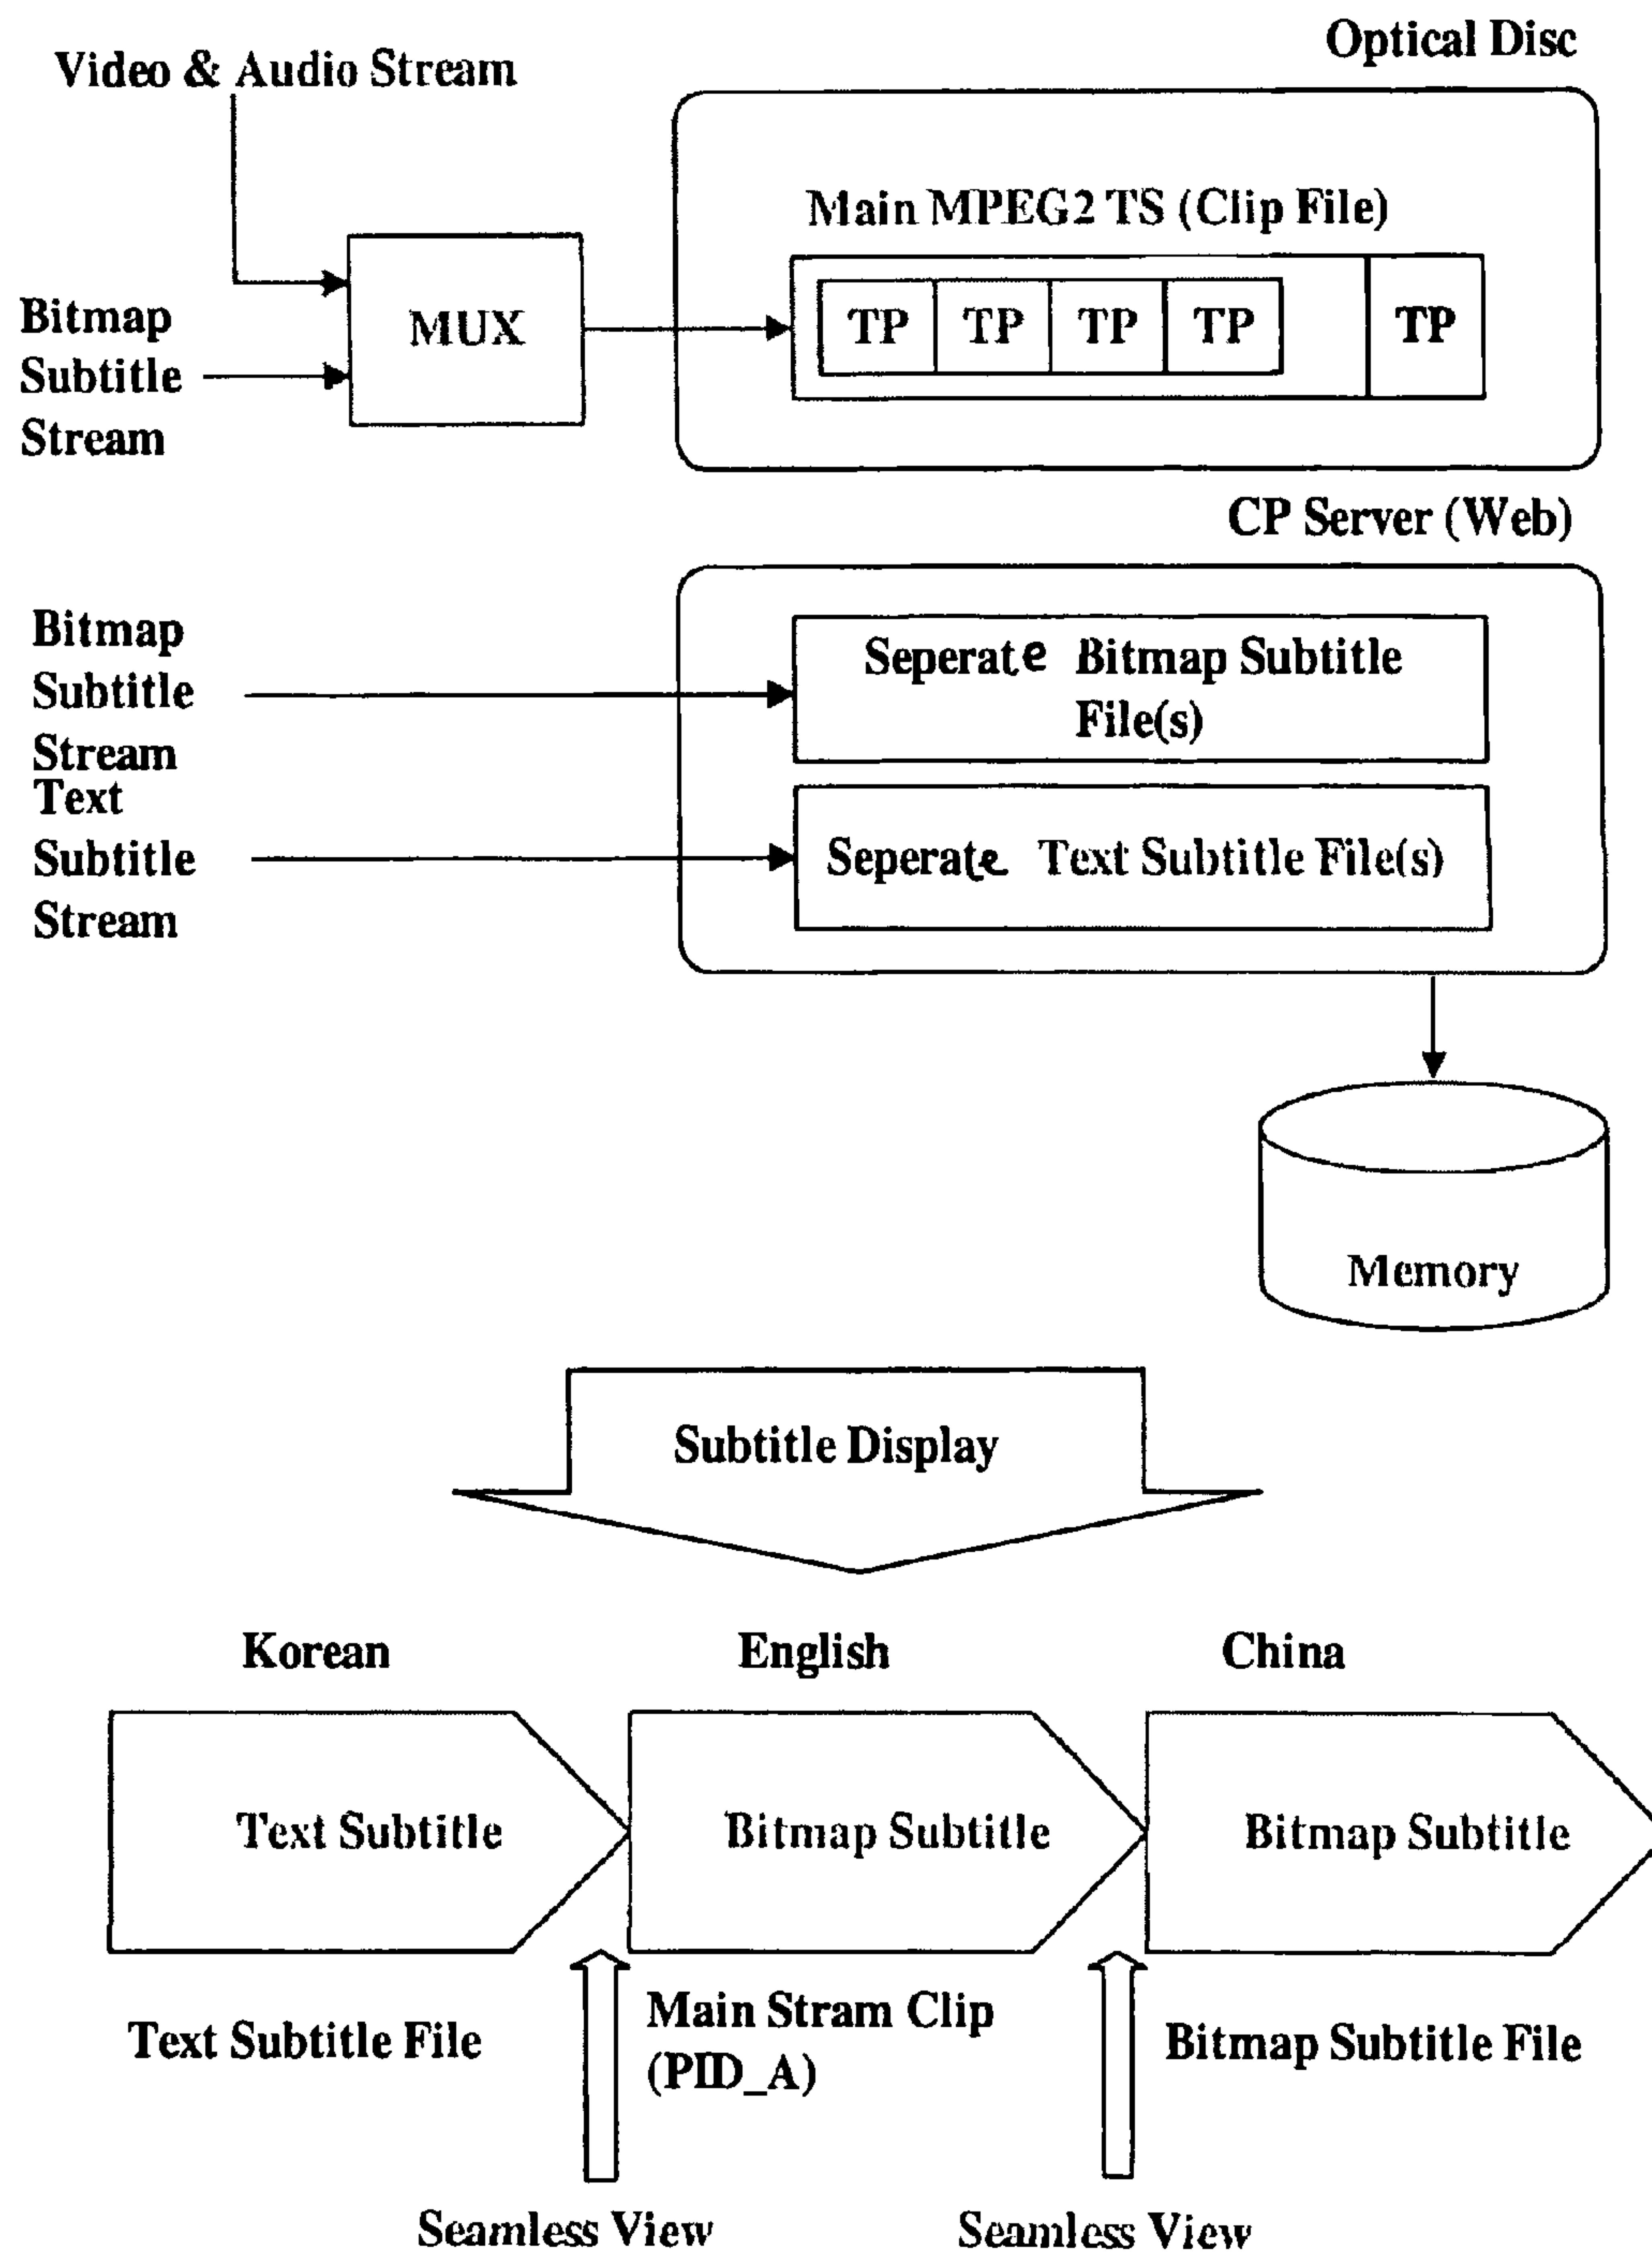 Optical Disc
Video & Audio Stream
Main MPEG2 TS (Clip File)
Bitmap
Subtitle
Stream
MUX
TP TP TP TP TP
CP Server (Web)
Bitmap
Subtitle
Stream
Seperate Bitmap Subtitle
File(s)
Text
Subtitle
Stream
Seperate Text Subtitle File(s)
Memory
Subtitle Display
Korean English China
Text Subtitle Bitmap Subtitle Bitmap Subtitle
Text Subtitle File
Main Stram Clip
(PID_A)
Bitmap Subtitle File
Seamless View Seamless View